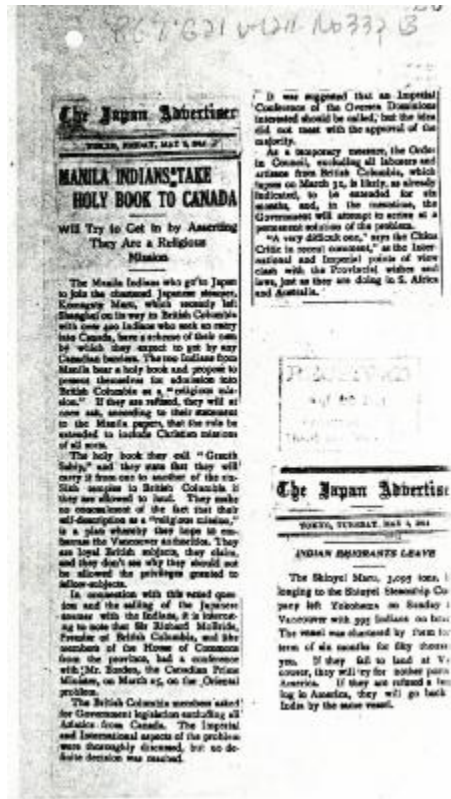 The Japan Advertiser
TOKYO, FRIDAY, MAY 8, 1914
MANILA INDIANS TAKE
HOLY BOOK TO CANADA
Will Try to Get in by Asserting
They Are a Religious
Mission
The Manila Indians who go to Japan
to join the chartered Japanese steamer,
Komagata Maru, which recently left
Shanghai on its way to British Columbia
with over 400 Indians who seek an entry
into Canada, have a scheme of their own
by which they expect to get by any
Canadian barriers. The two Indians from
Manila bear a holy book and propose to
present themselves for admission into
British Columbia as a "religious mis-
sion." If they are refused, they will at
once ask, according to their statement
to the Manila papers, that the rule be
extended to include Christian missions
of all sorts.
The holy book they call "Granth
Sahib," and they state that they will
carry it from one to another of the six
Sikh temples in British Columbia if
they are allowed to land. They make
no concealment of the fact that their
self-description as a "religious mission,"
is a plan whereby they hope to em-
barrass the Vancouver authorities. They
are loyal British subjects, they claim,
and they don't see why they should not
be allowed the privileges granted to
fellow-subjects.
In connection with this vexed ques-
tion and the sailing of the Japanese
steamer with the Indians, it is interest-
ing to note that Sir Richard McBride,
Premier of British Columbia, and the
members of the House of Commons
from the province, had a conference
with Mr. Borden, the Canadian Prime
Minister, on March 25, on the Oriental
problem.
The British Columbia members asked
for Government legislation excluding all
Asiatics from Canada. The Imperial
and International aspects of the problem
were thoroughly discussed, but no de-
finite decision was reached.
It was suggested that an Imperial
Conference of the Oversea Dominions
interested should be called, but the idea
did not meet with the approval of the
majority.
As a temporary measure, the Order
in Council, excluding all laborers and
artisans from British Columbia, which
lapses on March 31, is likely, as already
indicated, to be extended for six
months, and, in the meantime, the
Government will attempt to arrive at a
permanent solution of the problem.
"A very difficult one," says the China
Critic in recent comment, "as the Inter-
national and Imperial points of view
clash with the Provincial wishes and
laws, just as they are doing in S. Africa
and Australia."
The Japan Advertise
TOKYO, TUESDAY, MAY 5, 1914
INDIAN EMIGRANTS LEAVE
The Shinyei Maru, 3,095 tons,
longing to the Shinyei Steamship Co
pany left Yokohama on Sunday
Vancouver with 395 Indians on boa
The vessel was chartered by them for
term of six months for fifty thous
yen. If they fail to land at V
couver, they will try for another
America. If they are refused a
ing in America, they will go back
India by the same vessel.